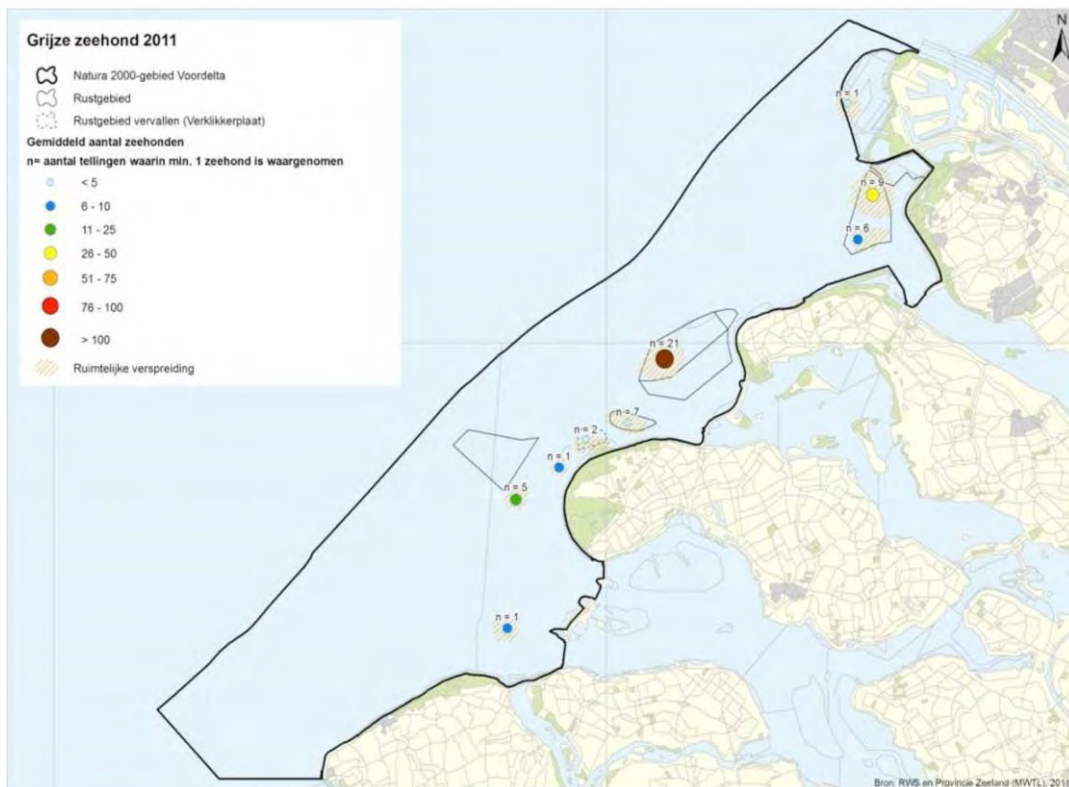 Grijze zeehond 2011
Natura 2000-gebied Voordelta
Rustgebied
Rustgebied vervallen (Verklikkerplaat)
Gemiddeld aantal zeehonden
n= aantal tellingen waarin min. 1 zeehond is waargenomen
< 5
6 - 10
11 - 25
26 - 50
51 - 75
76 - 100
> 100
Ruimtelijke verspreiding
N
n = 1
n = 9
n = 6
n = 21
n = 7
n = 2
n = 1
n = 5
n = 1
Bron: RWS en Provincie Zeeland (MWTL),